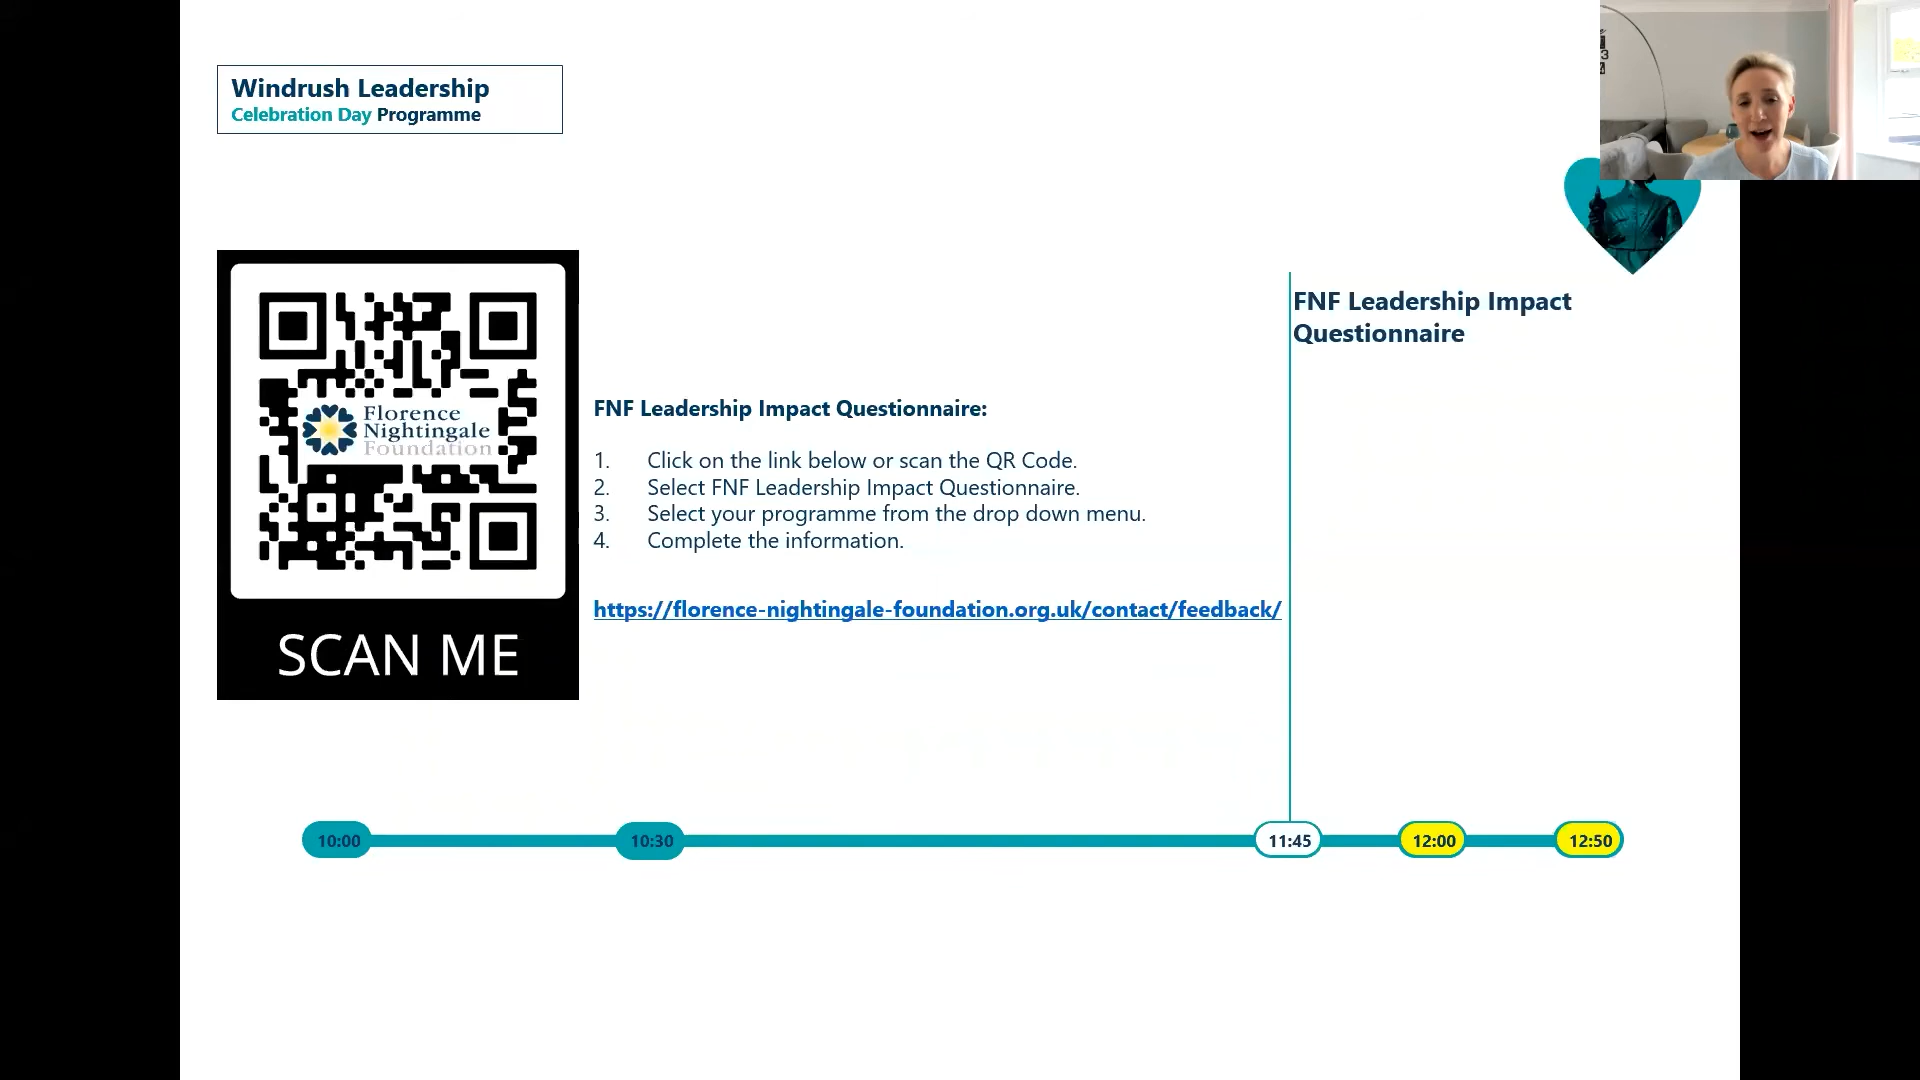 Windrush Leadership
Celebration Day Programme
FNF Leadership Impact
Questionnaire
Florence
Nightingale
Foundation
SCAN ME
FNF Leadership Impact Questionnaire:
1. Click on the link below or scan the QR Code.
2. Select FNF Leadership Impact Questionnaire.
3. Select your programme from the drop down menu.
4. Complete the information.
https://florence-nightingale-foundation.org.uk/contact/feedback/
10:00 10:30 11:45 12:00 12:50